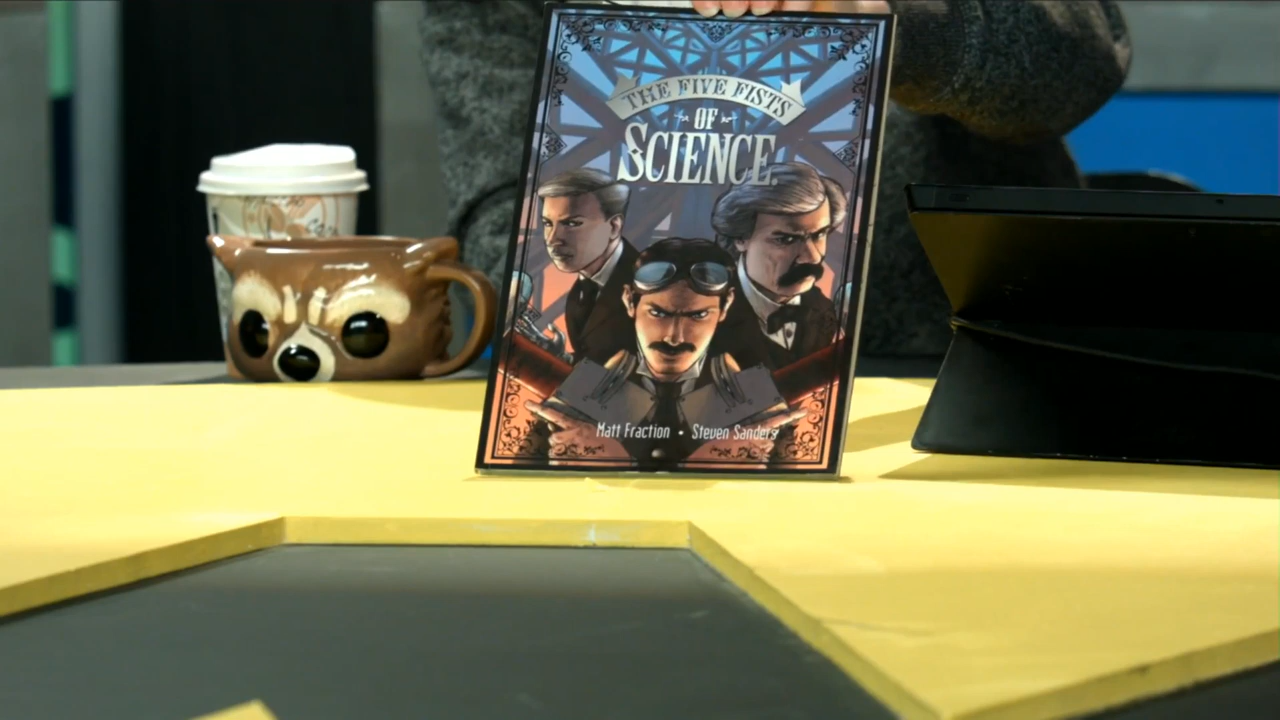 THE FIVE FISTS
OF
SCIENCE.
Matt Fraction • Steven Sanders